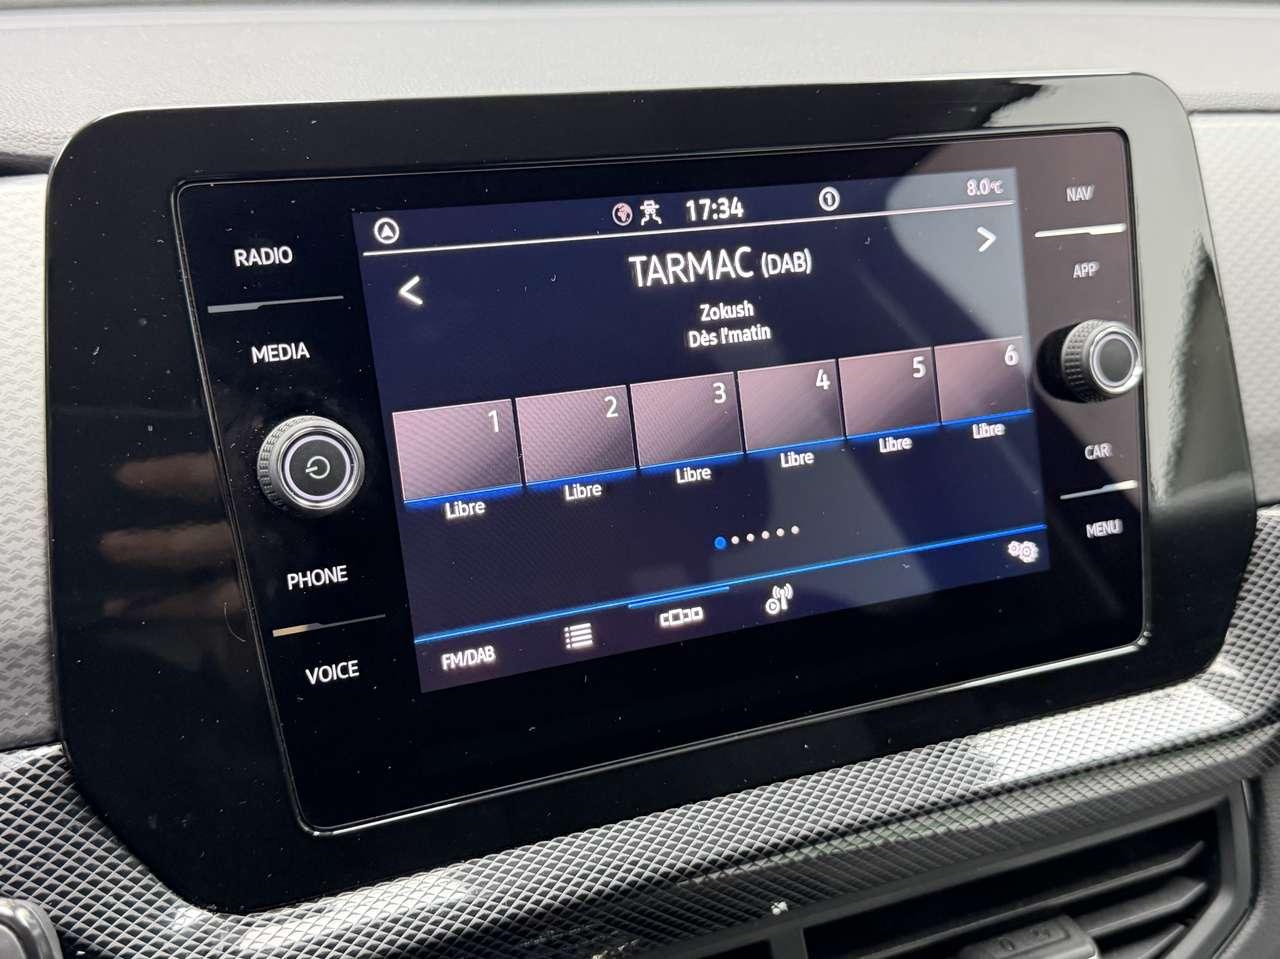 RADIO
MEDIA
PHONE
VOICE
17:34
1
8.0°C
TARMAC (DAB)
Zokush
Dès l'matin
1 2 3 4 5 6
Libre Libre Libre Libre Libre Libre
FM/DAB
NAV
APP
CAR
MENU